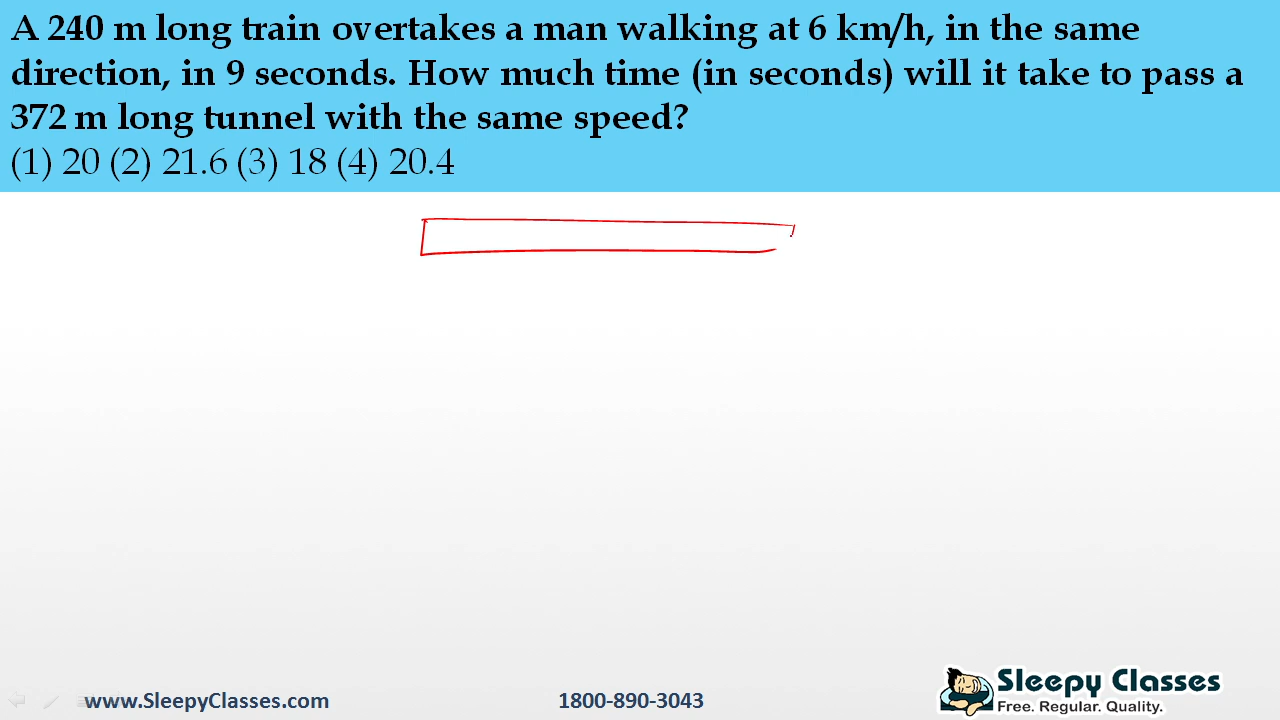 A 240 m long train overtakes a man walking at 6 km/h, in the same
direction, in 9 seconds. How much time (in seconds) will it take to pass a
372 m long tunnel with the same speed?
(1) 20 (2) 21.6 (3) 18 (4) 20.4
www.SleepyClasses.com
1800-890-3043
Sleepy Classes
Free. Regular. Quality.